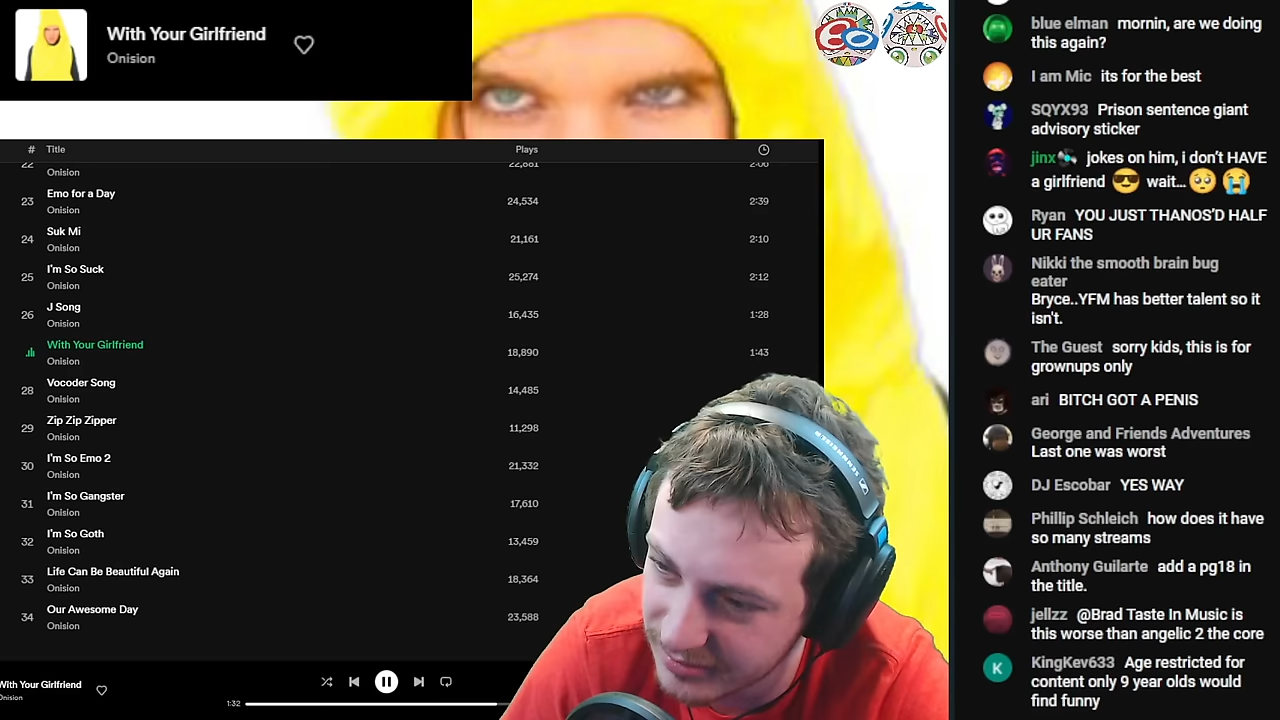 With Your Girlfriend
Onision
# Title Plays
22,881 2:06
Onision
23 Emo for a Day 24,534 2:39
Onision
24 Suk Mi 21,161 2:10
Onision
25 I'm So Suck 25,274 2:12
Onision
26 J Song 16,435 1:28
Onision
With Your Girlfriend 18,890 1:43
Onision
28 Vocoder Song 14,485
Onision
29 Zip Zip Zipper 11,298
Onision
30 I'm So Emo 2 21,332
Onision
31 I'm So Gangster 17,610
Onision
32 I'm So Goth 13,459
Onision
33 Life Can Be Beautiful Again 18,364
Onision
34 Our Awesome Day 23,588
Onision
With Your Girlfriend
Onision
1:32
SENNHEISER
blue elman mornin, are we doing
this again?
I am Mic its for the best
SQYX93 Prison sentence giant
advisory sticker
jinx jokes on him, i don't HAVE
a girlfriend 😎 wait... 🥺 😭
Ryan YOU JUST THANOS'D HALF
UR FANS
Nikki the smooth brain bug
eater
Bryce..YFM has better talent so it
isn't.
The Guest sorry kids, this is for
grownups only
ari BITCH GOT A PENIS
George and Friends Adventures
Last one was worst
DJ Escobar YES WAY
Phillip Schleich how does it have
so many streams
Anthony Guilarte add a pg18 in
the title.
jellzz @Brad Taste In Music is
this worse than angelic 2 the core
K
KingKev633 Age restricted for
content only 9 year olds would
find funny